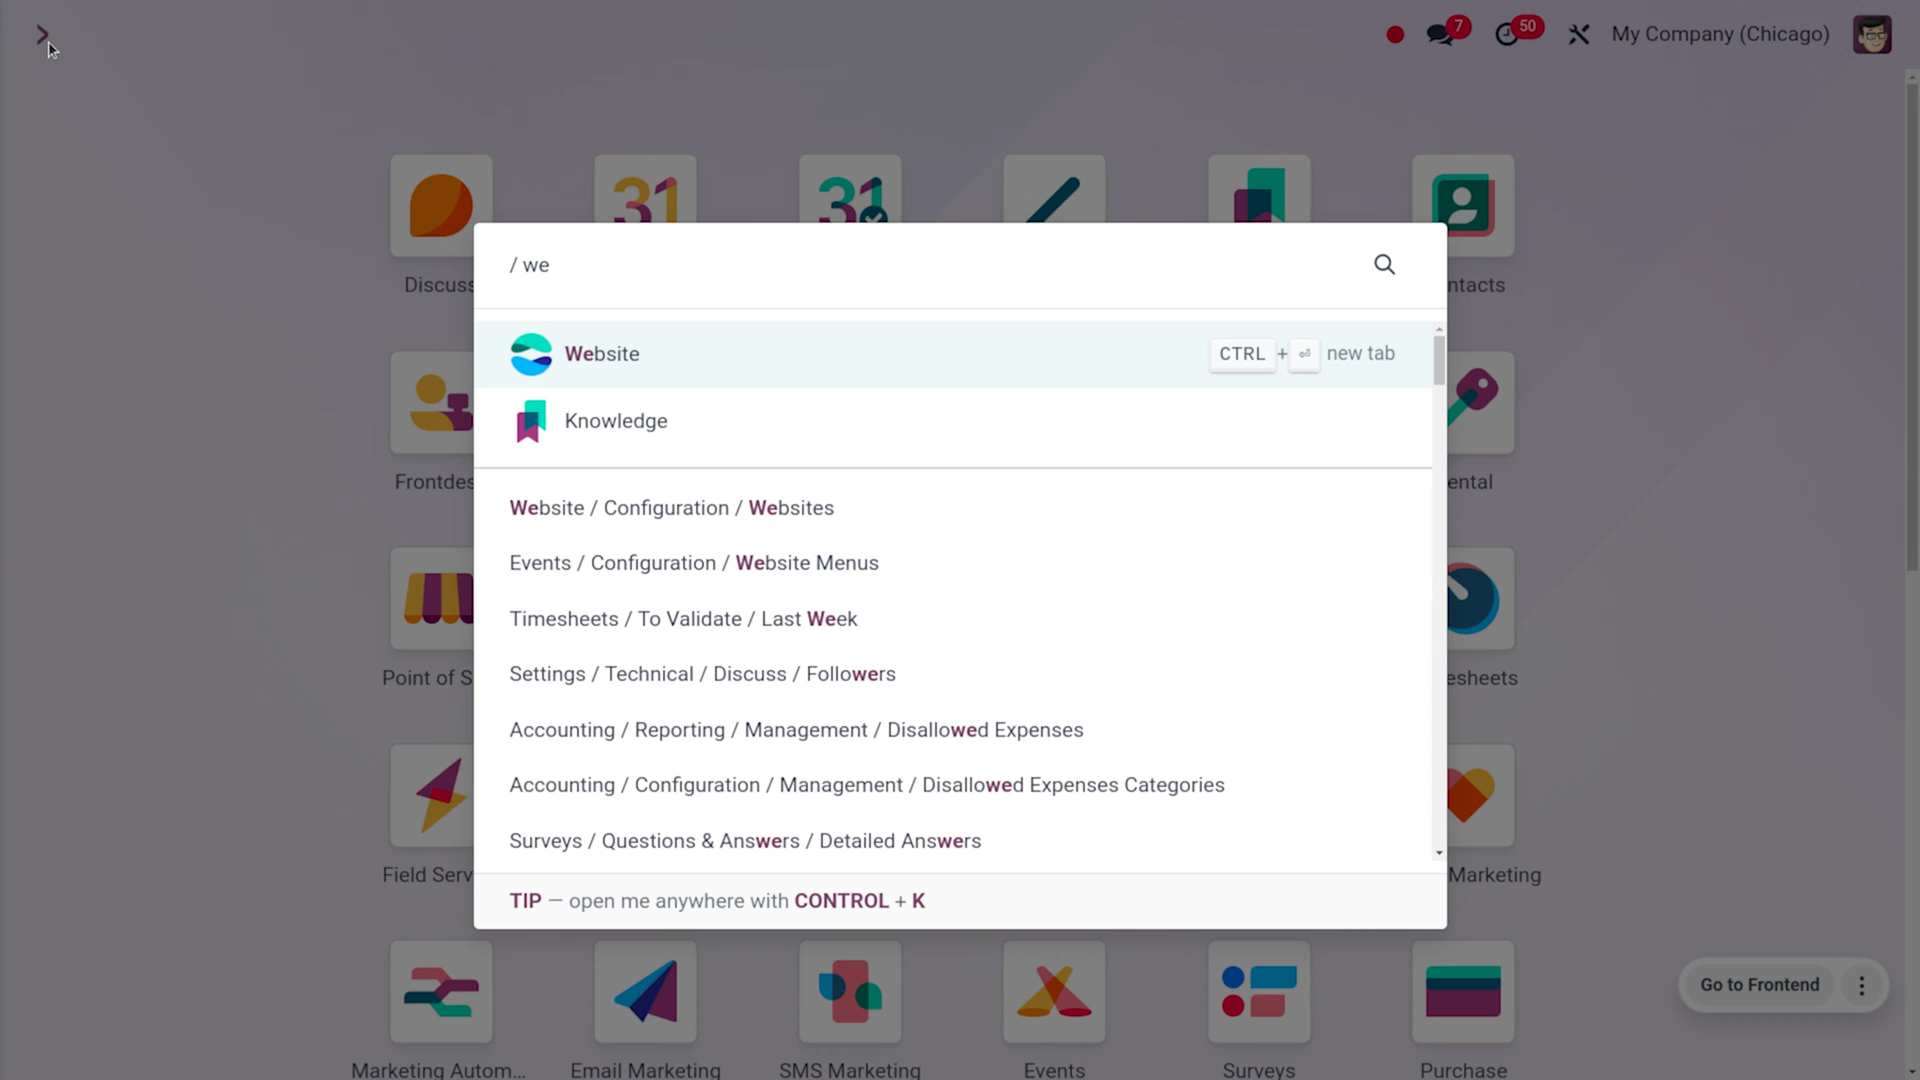 7
50
My Company (Chicago)
31
31
Discuss
ntacts
/ we
Website
CTRL + ⏎ new tab
Knowledge
Frontdes
ental
Website / Configuration / Websites
Events / Configuration / Website Menus
Timesheets / To Validate / Last Week
Point of S
esheets
Settings / Technical / Discuss / Followers
Accounting / Reporting / Management / Disallowed Expenses
Accounting / Configuration / Management / Disallowed Expenses Categories
Surveys / Questions & Answers / Detailed Answers
Field Serv
Marketing
TIP — open me anywhere with CONTROL + K
Go to Frontend
Marketing Autom...
Email Marketing
SMS Marketing
Events
Surveys
Purchase